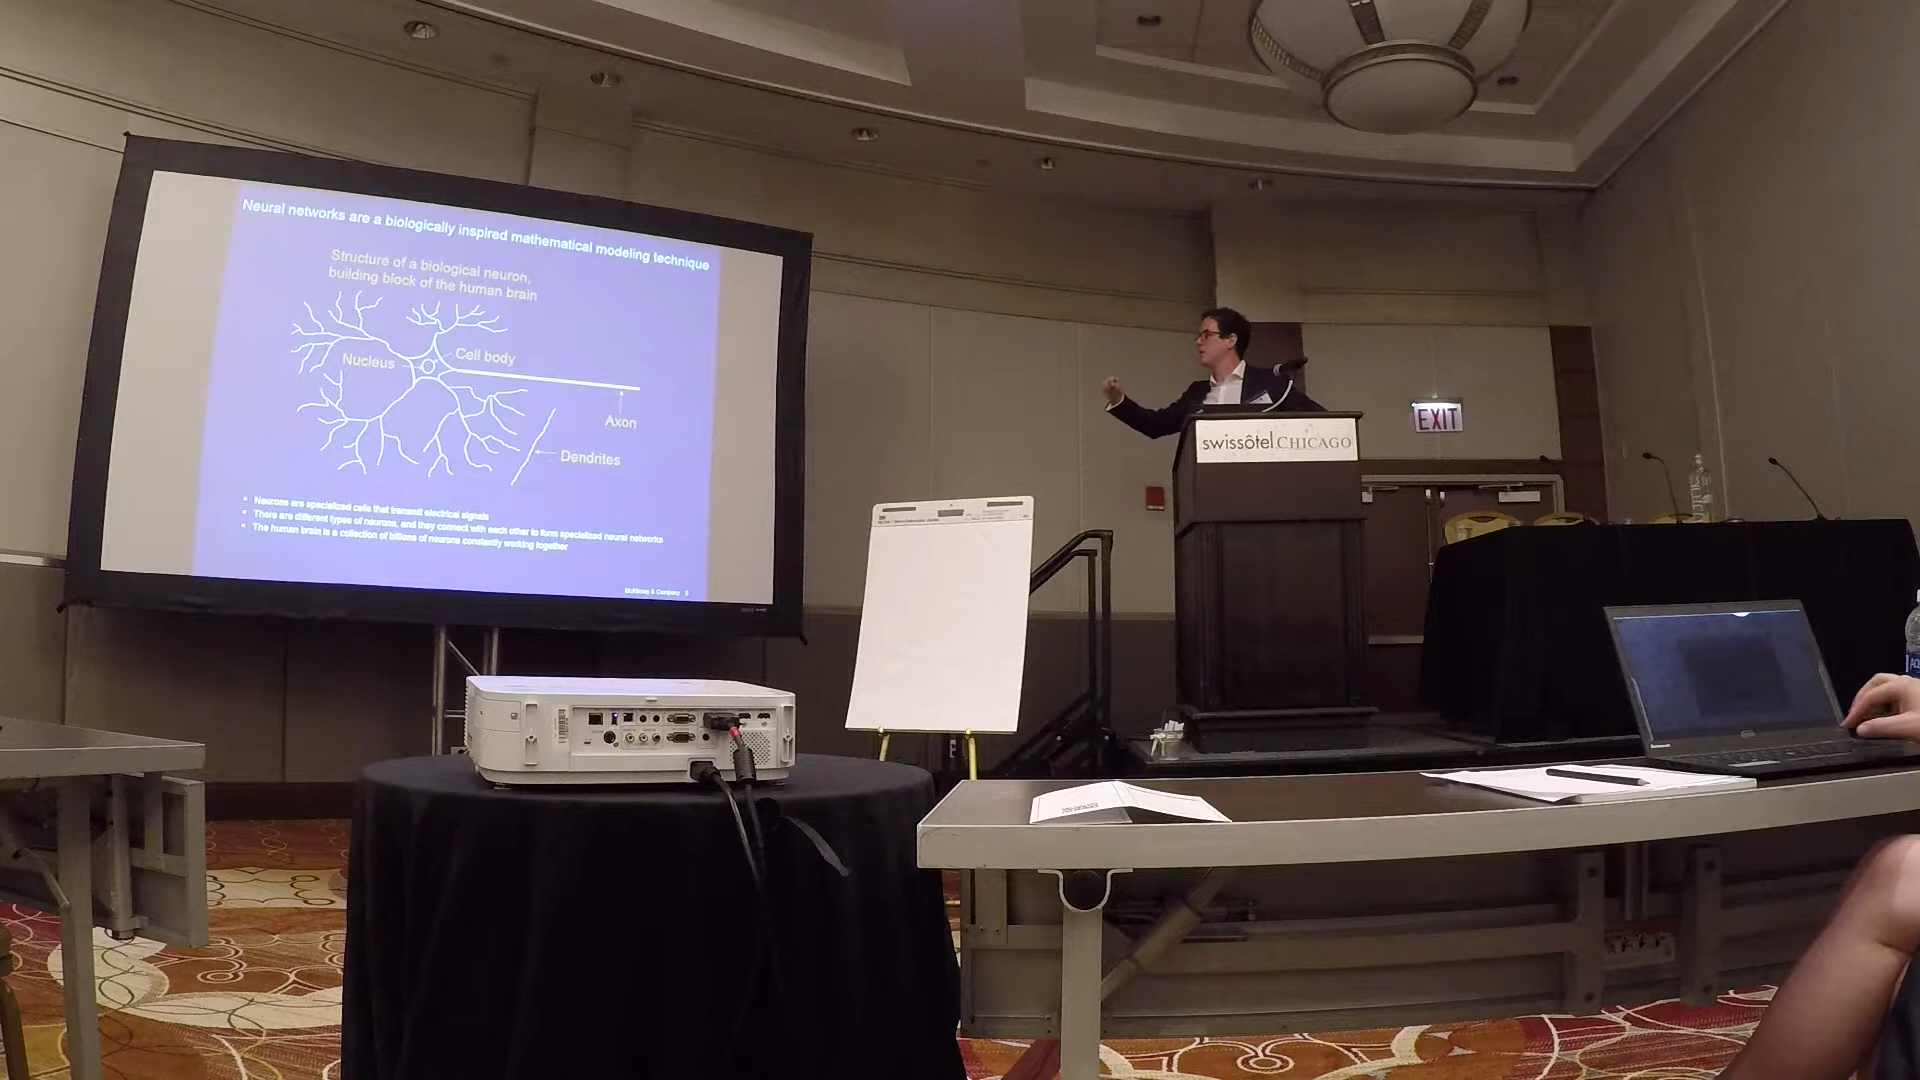 Neural networks are a biologically inspired mathematical modeling technique
Structure of a biological neuron,
building block of the human brain
Nucleus
Cell body
Axon
Dendrites
Neurons are specialized cells that transmit electrical signals
There are different types of neurons, and they connect with each other to form specialized neural networks
The human brain is a collection of billions of neurons constantly working together
McKinsey & Company
swissôtel CHICAGO
EXIT